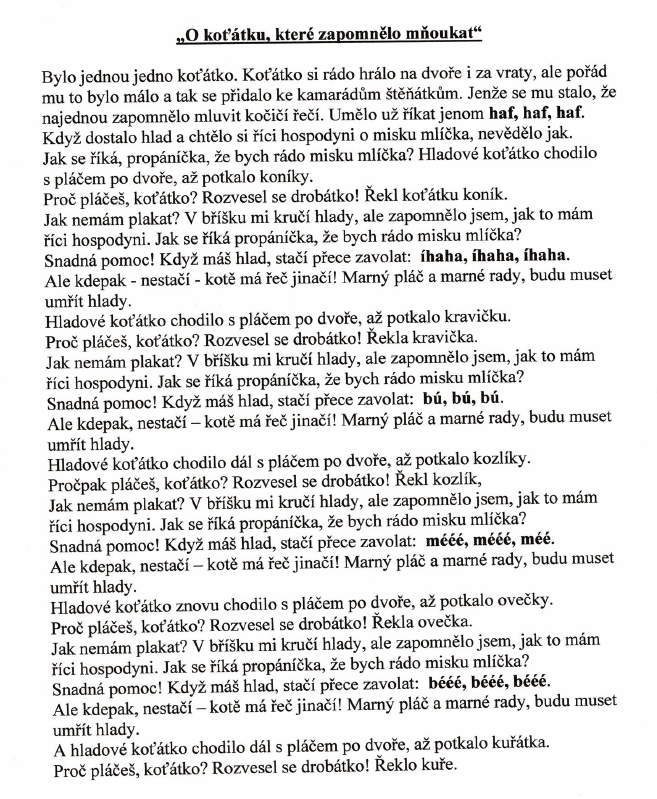 „O koťátku, které zapomnělo mňoukat“
Bylo jednou jedno koťátko. Koťátko si rádo hrálo na dvoře i za vraty, ale pořád
mu to bylo málo a tak se přidalo ke kamarádům štěňátkům. Jenže se mu stalo, že
najednou zapomnělo mluvit kočičí řečí. Umělo už říkat jenom haf, haf, haf.
Když dostalo hlad a chtělo si říci hospodyni o misku mlíčka, nevědělo jak.
Jak se říká, propáníčka, že bych rádo misku mlíčka? Hladové koťátko chodilo
s pláčem po dvoře, až potkalo koníky.
Proč pláčeš, koťátko? Rozvesel se drobátko! Řekl koťátku koník.
Jak nemám plakat? V bříšku mi kručí hlady, ale zapomnělo jsem, jak to mám
říci hospodyni. Jak se říká propáníčka, že bych rádo misku mlíčka?
Snadná pomoc! Když máš hlad, stačí přece zavolat: íhaha, íhaha, íhaha.
Ale kdepak - nestačí - kotě má řeč jinačí! Marný pláč a marné rady, budu muset
umřít hlady.
Hladové koťátko chodilo s pláčem po dvoře, až potkalo kravičku.
Proč pláčeš, koťátko? Rozvesel se drobátko! Řekla kravička.
Jak nemám plakat? V bříšku mi kručí hlady, ale zapomnělo jsem, jak to mám
říci hospodyni. Jak se říká propáníčka, že bych rádo misku mlíčka?
Snadná pomoc! Když máš hlad, stačí přece zavolat: bú, bú, bú.
Ale kdepak, nestačí – kotě má řeč jinačí! Marný pláč a marné rady, budu muset
umřít hlady.
Hladové koťátko chodilo dál s pláčem po dvoře, až potkalo kozlíky.
Pročpak pláčeš, koťátko? Rozvesel se drobátko! Řekl kozlík,
Jak nemám plakat? V bříšku mi kručí hlady, ale zapomnělo jsem, jak to mám
říci hospodyni. Jak se říká propáníčka, že bych rádo misku mlíčka?
Snadná pomoc! Když máš hlad, stačí přece zavolat: mééé, mééé, méé.
Ale kdepak, nestačí – kotě má řeč jinačí! Marný pláč a marné rady, budu muset
umřít hlady.
Hladové koťátko znovu chodilo s pláčem po dvoře, až potkalo ovečky.
Proč pláčeš, koťátko? Rozvesel se drobátko! Řekla ovečka.
Jak nemám plakat? V bříšku mi kručí hlady, ale zapomnělo jsem, jak to mám
říci hospodyni. Jak se říká propáníčka, že bych rádo misku mlíčka?
Snadná pomoc! Když máš hlad, stačí přece zavolat: bééé, bééé, bééé.
Ale kdepak, nestačí – kotě má řeč jinačí! Marný pláč a marné rady, budu muset
umřít hlady.
A hladové koťátko chodilo dál s pláčem po dvoře, až potkalo kuřátka.
Proč pláčeš, koťátko? Rozvesel se drobátko! Řeklo kuře.